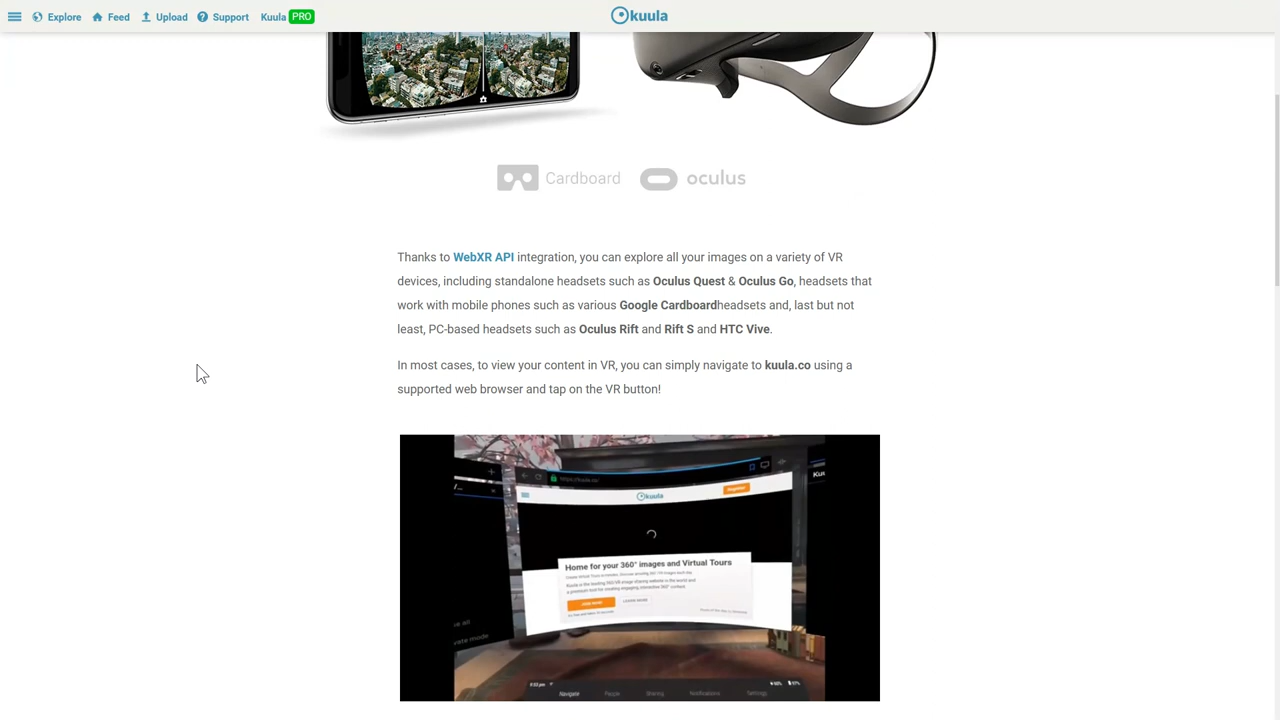 Explore Feed Upload Support Kuula PRO kuula
Cardboard oculus
Thanks to WebXR API integration, you can explore all your images on a variety of VR
devices, including standalone headsets such as Oculus Quest & Oculus Go, headsets that
work with mobile phones such as various Google Cardboardheadsets and, last but not
least, PC-based headsets such as Oculus Rift and Rift S and HTC Vive.
In most cases, to view your content in VR, you can simply navigate to kuula.co using a
supported web browser and tap on the VR button!
kuula
Home for your 360° images and Virtual Tours
Navigate